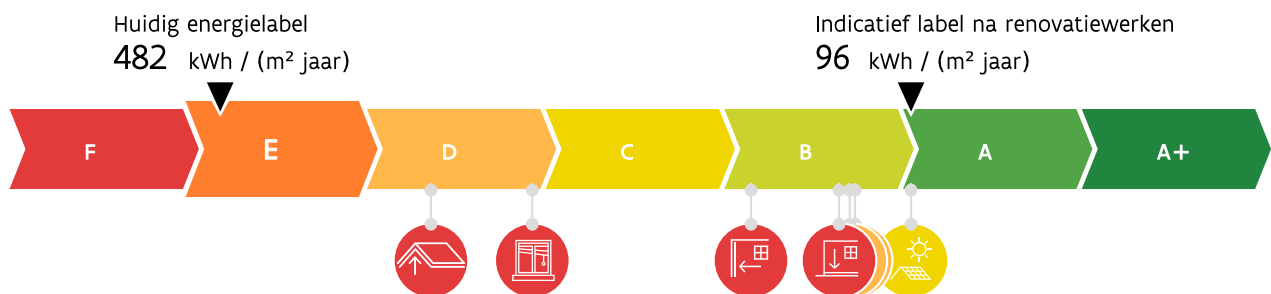 Huidig energielabel
482 kWh / (m² jaar)
Indicatief label na renovatiewerken
96 kWh / (m² jaar)
F E D C B A A+